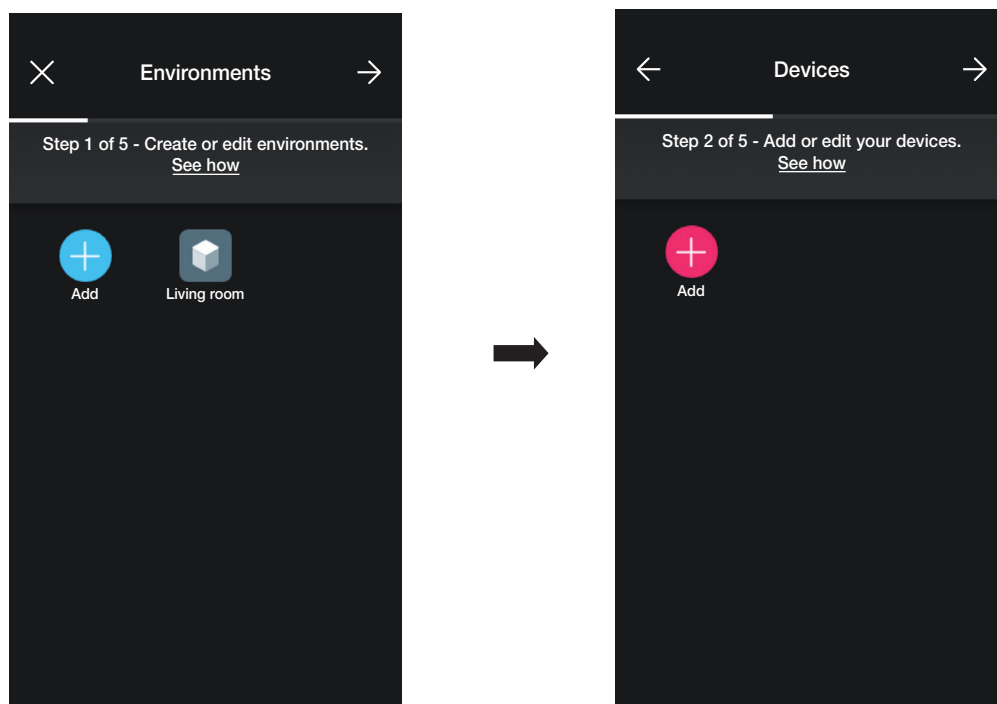 Environments
Step 1 of 5 - Create or edit environments.
See how
Add
Living room
Devices
Step 2 of 5 - Add or edit your devices.
See how
Add